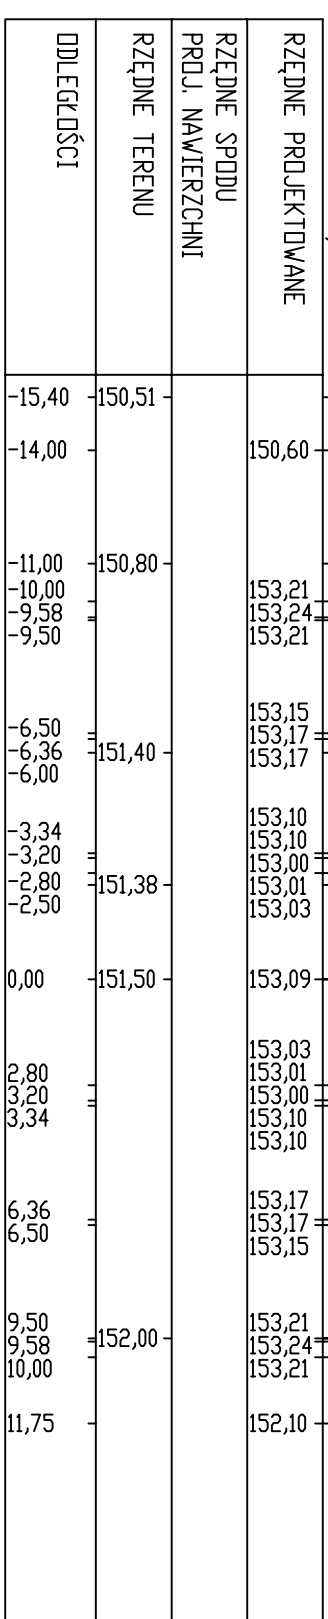 ODLEGŁOŚCI
RZĘDNE TERENU
RZĘDNE SPODU
PROJ. NAWIERZCHNI
RZĘDNE PROJEKTOWANE
-15,40 150,51
-14,00 150,60
-11,00 150,80
-10,00 153,21
-9,58 153,24
-9,50 153,21
153,15
-6,50 153,17
-6,36 151,40 153,17
-6,00
153,10
-3,34 153,10
-3,20 153,00
-2,80 151,38 153,01
-2,50 153,03
0,00 151,50 153,09
153,03
2,80 153,01
3,20 153,00
3,34 153,10
153,10
153,17
6,36 153,17
6,50 153,15
9,50 153,21
9,58 152,00 153,24
10,00 153,21
11,75 152,10